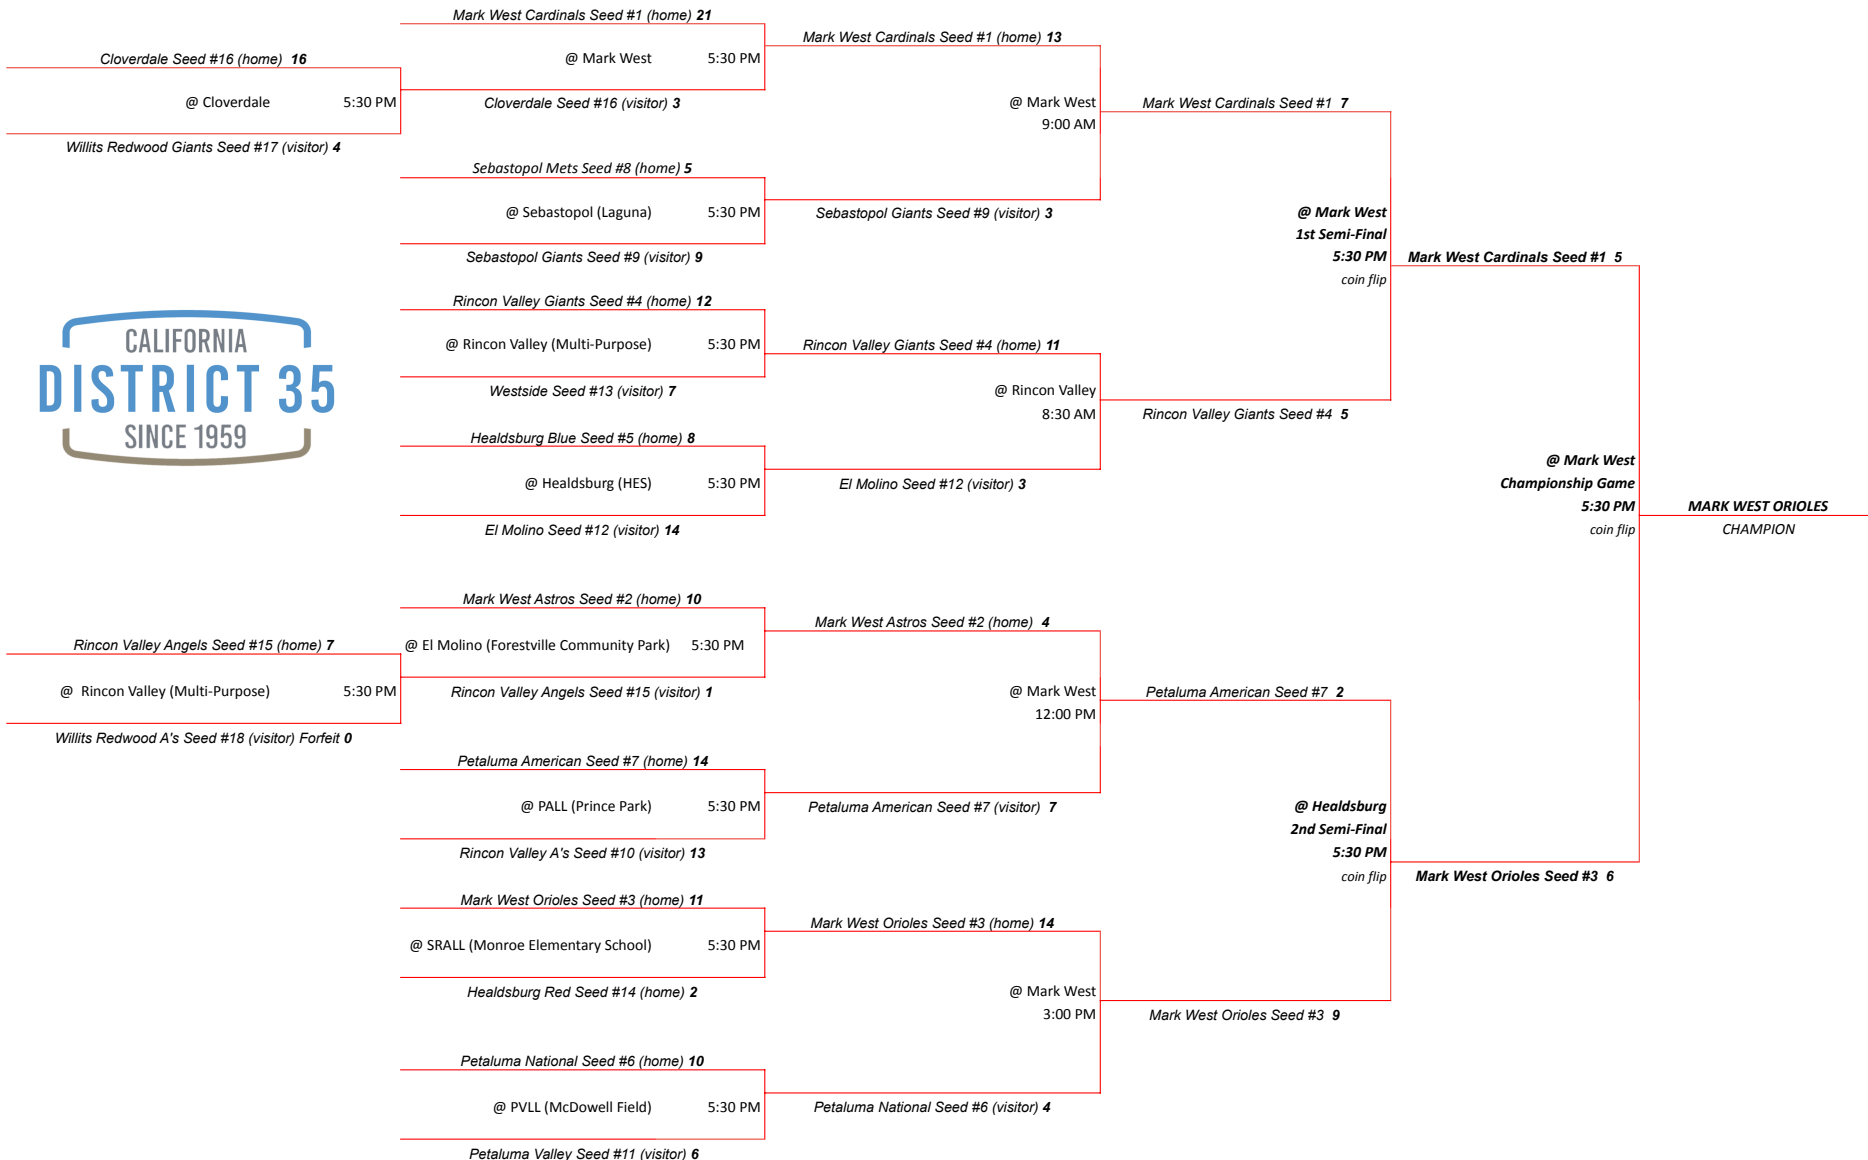 Mark West Cardinals Seed #1 (home) 21
Mark West Cardinals Seed #1 (home) 13
Cloverdale Seed #16 (home) 16
@ Mark West 5:30 PM
@ Cloverdale 5:30 PM
Cloverdale Seed #16 (visitor) 3
@ Mark West
9:00 AM
Mark West Cardinals Seed #1 7
Willits Redwood Giants Seed #17 (visitor) 4
Sebastopol Mets Seed #8 (home) 5
@ Sebastopol (Laguna) 5:30 PM
Sebastopol Giants Seed #9 (visitor) 3
@ Mark West
1st Semi-Final
5:30 PM
coin flip
Sebastopol Giants Seed #9 (visitor) 9
Mark West Cardinals Seed #1 5
Rincon Valley Giants Seed #4 (home) 12
CALIFORNIA
DISTRICT 35
SINCE 1959
@ Rincon Valley (Multi-Purpose) 5:30 PM
Rincon Valley Giants Seed #4 (home) 11
Westside Seed #13 (visitor) 7
@ Rincon Valley
8:30 AM
Rincon Valley Giants Seed #4 5
Healdsburg Blue Seed #5 (home) 8
@ Healdsburg (HES) 5:30 PM
El Molino Seed #12 (visitor) 3
@ Mark West
Championship Game
5:30 PM
coin flip
MARK WEST ORIOLES
CHAMPION
El Molino Seed #12 (visitor) 14
Mark West Astros Seed #2 (home) 10
Mark West Astros Seed #2 (home) 4
Rincon Valley Angels Seed #15 (home) 7
@ El Molino (Forestville Community Park) 5:30 PM
@ Rincon Valley (Multi-Purpose) 5:30 PM
Rincon Valley Angels Seed #15 (visitor) 1
@ Mark West
12:00 PM
Petaluma American Seed #7 2
Willits Redwood A's Seed #18 (visitor) Forfeit 0
Petaluma American Seed #7 (home) 14
@ PALL (Prince Park) 5:30 PM
Petaluma American Seed #7 (visitor) 7
@ Healdsburg
2nd Semi-Final
5:30 PM
coin flip
Rincon Valley A's Seed #10 (visitor) 13
Mark West Orioles Seed #3 6
Mark West Orioles Seed #3 (home) 11
Mark West Orioles Seed #3 (home) 14
@ SRALL (Monroe Elementary School) 5:30 PM
Healdsburg Red Seed #14 (home) 2
@ Mark West
3:00 PM
Mark West Orioles Seed #3 9
Petaluma National Seed #6 (home) 10
@ PVLL (McDowell Field) 5:30 PM
Petaluma National Seed #6 (visitor) 4
Petaluma Valley Seed #11 (visitor) 6